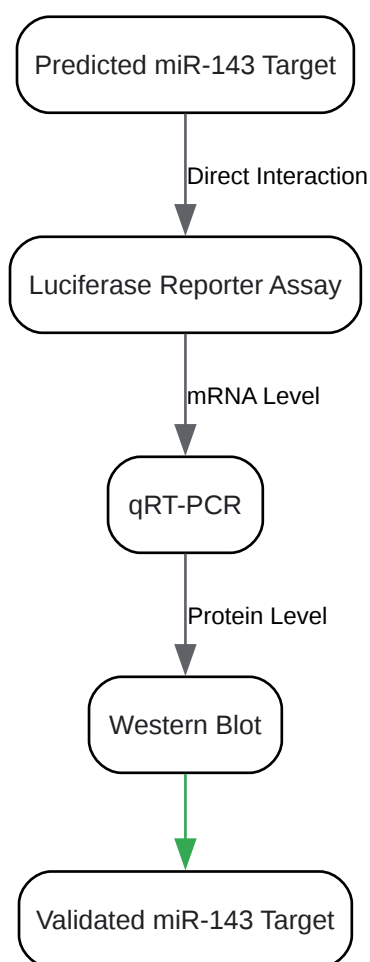 Predicted miR-143 Target
Direct Interaction
Luciferase Reporter Assay
mRNA Level
qRT-PCR
Protein Level
Western Blot
Validated miR-143 Target